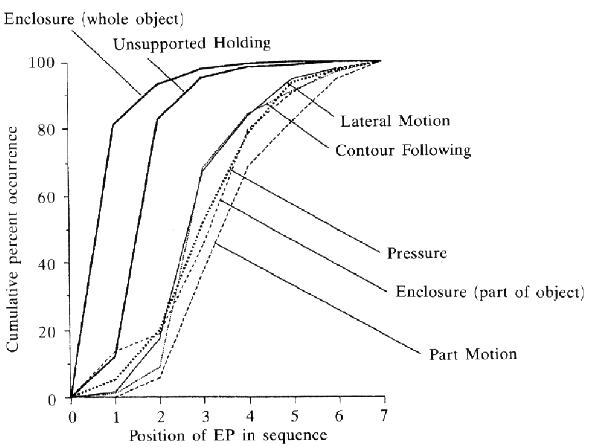 Enclosure (whole object)
Unsupported Holding
100
80
60
40
20
0
Cumulative percent occurrence
Lateral Motion
Contour Following
Pressure
Enclosure (part of object)
Part Motion
0 1 2 3 4 5 6 7
Position of EP in sequence